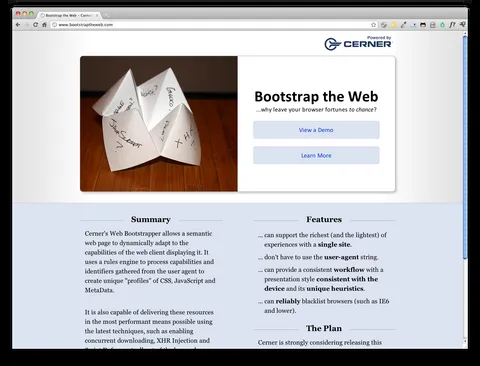 Bootstrap the Web – Cerner
www.bootstraptheweb.com
Powered by
CERNER
Bootstrap the Web
...why leave your browser fortunes to chance?
View a Demo
Learn More
Summary
Cerner's Web Bootstrapper allows a semantic
web page to dynamically adapt to the
capabilities of the web client displaying it. It
uses a rules engine to process capabilities and
identifiers gathered from the user agent to
create unique "profiles" of CSS, JavaScript and
MetaData.
It is also capable of delivering these resources
in the most performant means possible using
the latest techniques, such as enabling
concurrent downloading, XHR Injection and
Features
... can support the richest (and the lightest) of
experiences with a single site.
... don't have to use the user-agent string.
... can provide a consistent workflow with a
presentation style consistent with the
device and its unique heuristics.
... can reliably blacklist browsers (such as IE6
and lower).
The Plan
Cerner is strongly considering releasing this